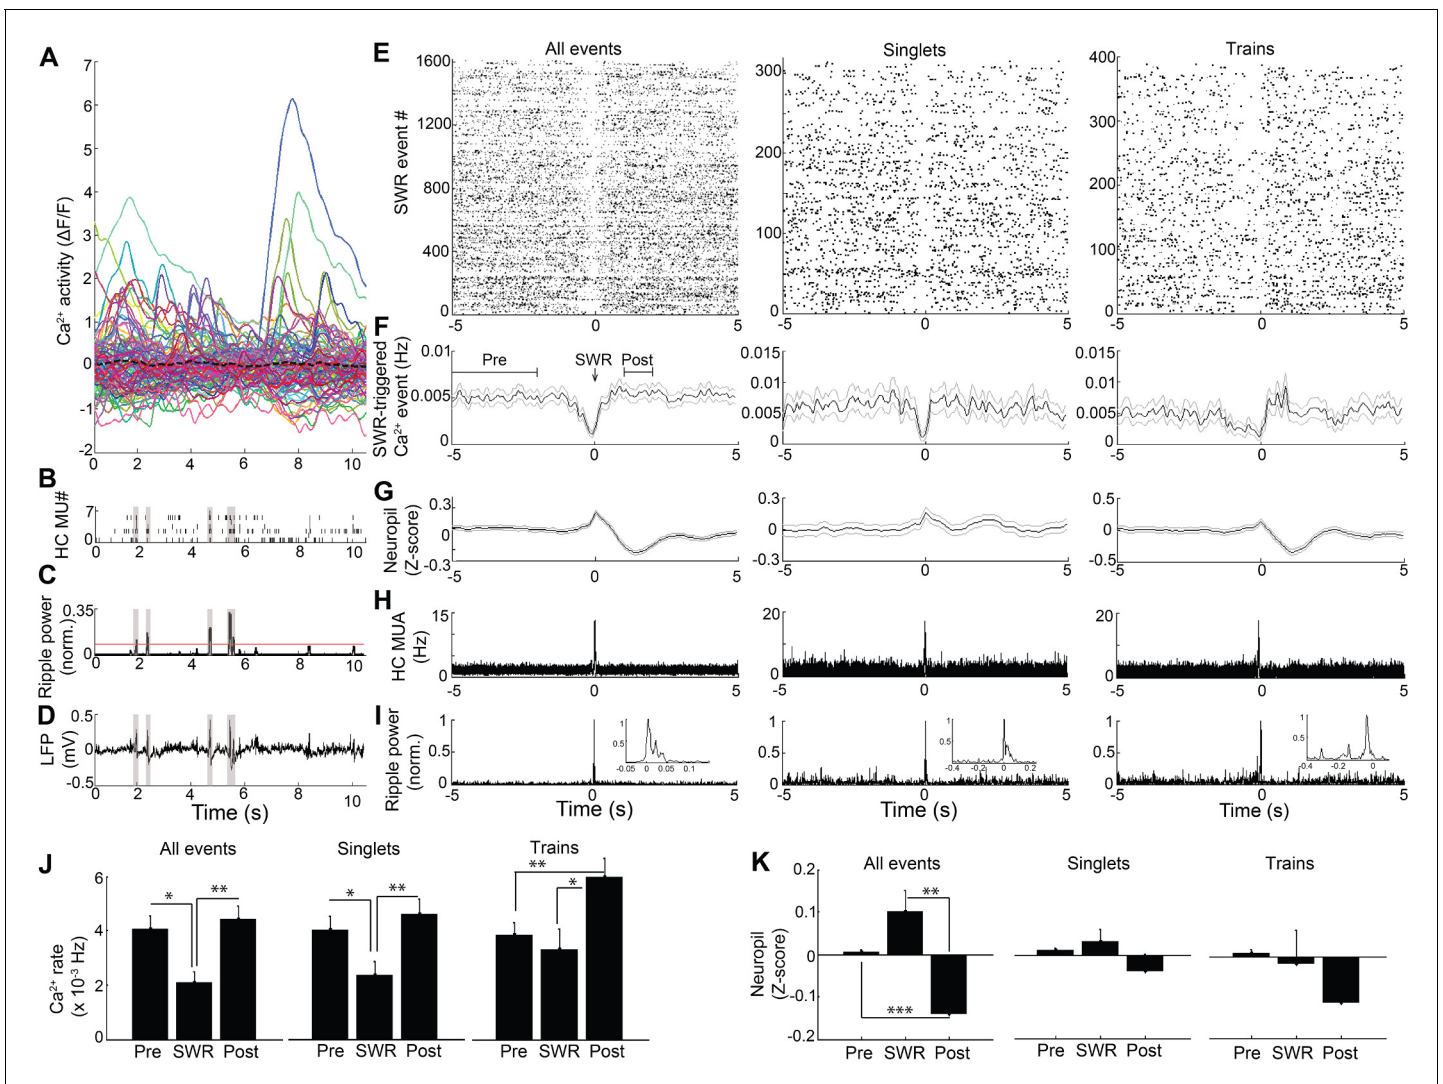 A
Ca²⁺ activity (ΔF/F)
7
6
5
4
3
2
1
0
-1
-2
0 2 4 6 8 10
B
HC MU#
7
0
0 2 4 6 8 10
C
Ripple power (norm.)
0.35
0
0 2 4 6 8 10
D
LFP (mV)
0.5
0
-0.5
0 2 4 6 8 10
Time (s)
E
All events Singlets Trains
SWR event #
1600
1200
800
400
0
-5 0 5
300
200
100
0
-5 0 5
400
300
200
100
0
-5 0 5
F
SWR-triggered Ca²⁺ event (Hz)
0.01
0.005
0
Pre SWR Post
-5 0 5
0.015
0.01
0.005
0
-5 0 5
0.015
0.01
0.005
0
-5 0 5
G
Neuropil (Z-score)
0.3
0
-0.3
-5 0 5
0.3
0
-0.3
-5 0 5
0.5
0
-0.5
-5 0 5
H
HC MUA (Hz)
15
0
-5 0 5
20
0
-5 0 5
20
0
-5 0 5
I
Ripple power (norm.)
1
0.5
0
-5 0 5
1
0.5
-0.05 0 0.05 0.1
1
0.5
0
-5 0 5
1
0.5
-0.4 -0.2 0 0.2
1
0.5
0
-5 0 5
1
0.5
0.4 -0.2 0
Time (s) Time (s) Time (s)
J
All events Singlets Trains
Ca²⁺ rate (x 10⁻³ Hz)
6
4
2
0
* **
* **
** *
Pre SWR Post Pre SWR Post Pre SWR Post
K
All events Singlets Trains
Neuropil (Z-score)
0.2
0.1
0
-0.1
-0.2
**
***
Pre SWR Post Pre SWR Post Pre SWR Post